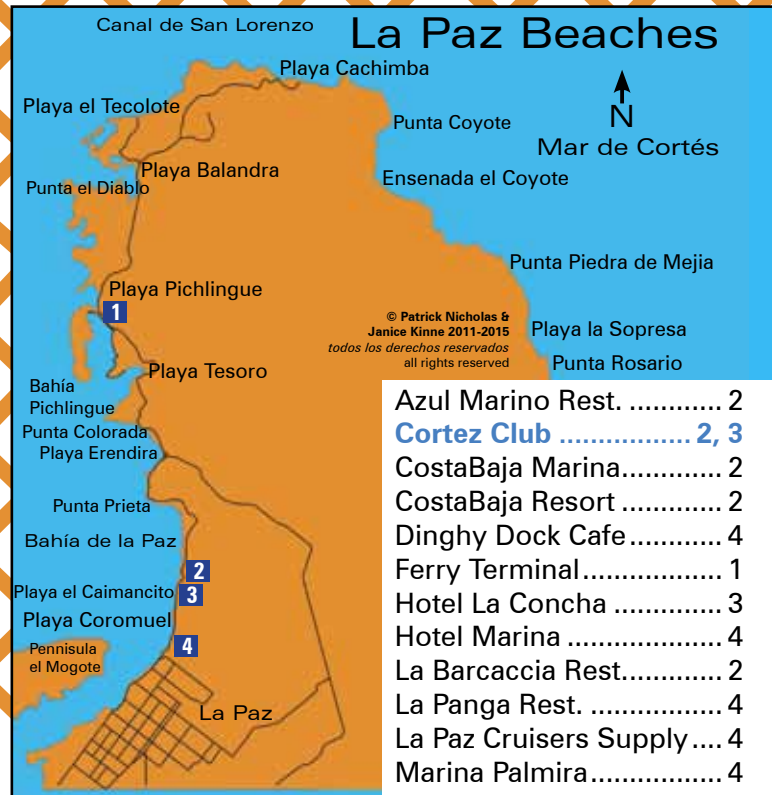 Canal de San Lorenzo
La Paz Beaches
Playa Cachimba
Playa el Tecolote
N
Punta Coyote
Mar de Cortés
Playa Balandra
Punta el Diablo
Ensenada el Coyote
Punta Piedra de Mejia
Playa Pichlingue
1
© Patrick Nicholas &
Janice Kinne 2011-2015
todos los derechos reservados
all rights reserved
Playa la Sopresa
Punta Rosario
Playa Tesoro
Bahía
Pichlingue
Punta Colorada
Playa Erendira
Punta Prieta
Bahía de la Paz
2
Playa el Caimancito
3
Playa Coromuel
4
Pennisula
el Mogote
La Paz
Azul Marino Rest. ............ 2
Cortez Club ................. 2, 3
CostaBaja Marina............. 2
CostaBaja Resort ............. 2
Dinghy Dock Cafe............. 4
Ferry Terminal................. 1
Hotel La Concha ............. 3
Hotel Marina ................... 4
La Barcaccia Rest............. 2
La Panga Rest. ................ 4
La Paz Cruisers Supply.... 4
Marina Palmira................ 4